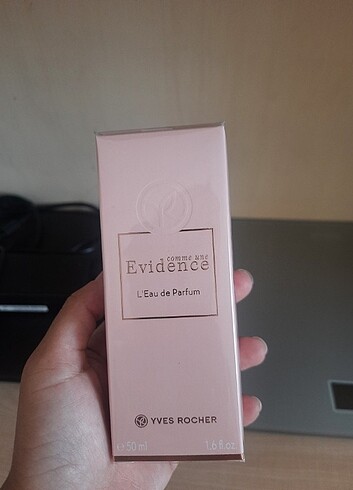 comme une
Evidence
L'Eau de Parfum
YVES ROCHER
℮ 50 ml 1.6 fl.oz.